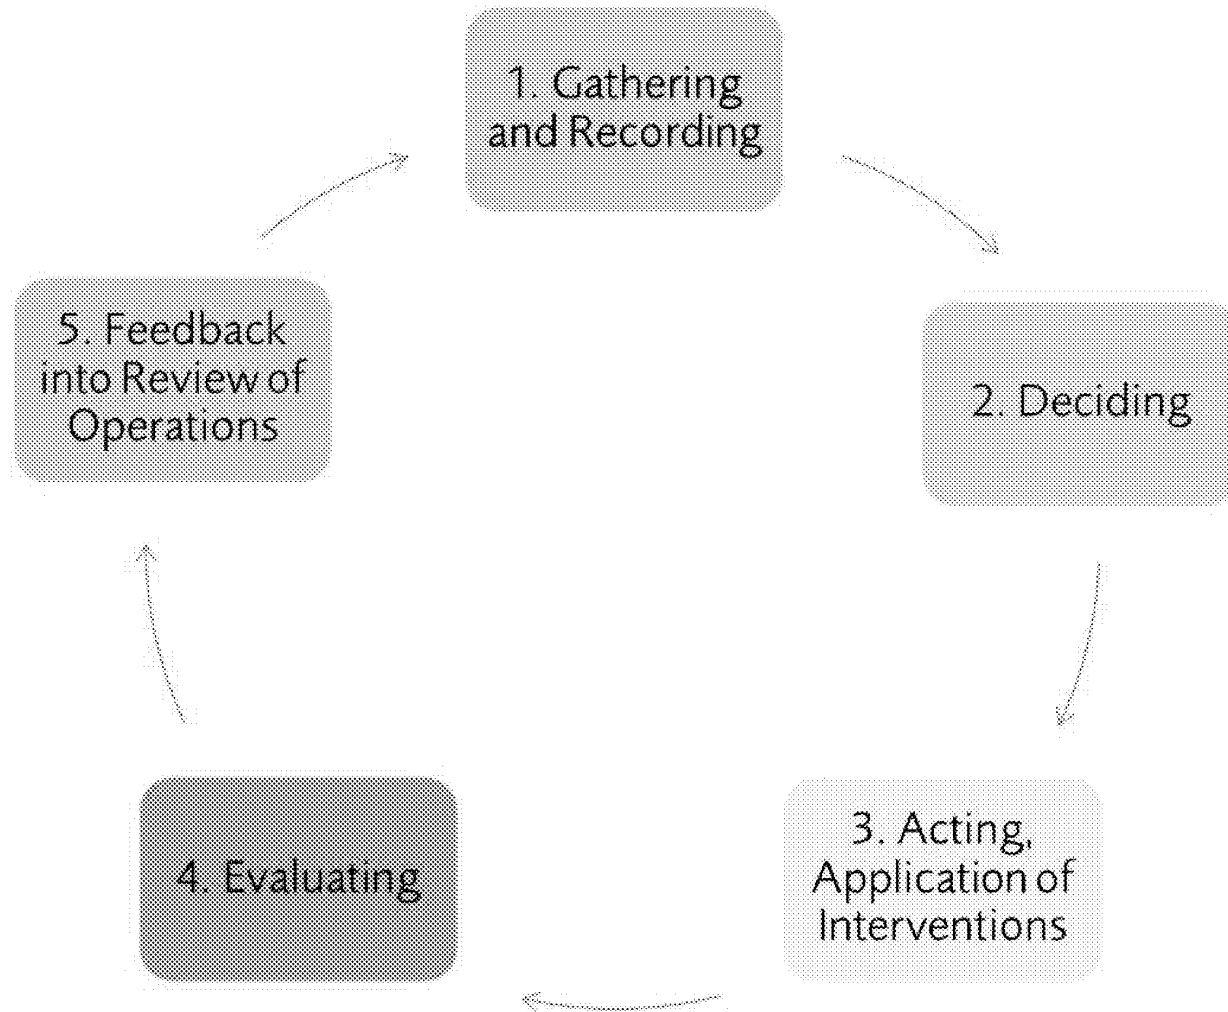 1. Gathering
and Recording
2. Deciding
3. Acting,
Application of
Interventions
4. Evaluating
5. Feedback
into Review of
Operations